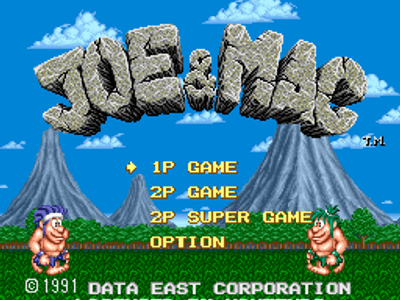 JOE & MAC
TM
1P GAME
2P GAME
2P SUPER GAME
OPTION
©1991 DATA EAST CORPORATION